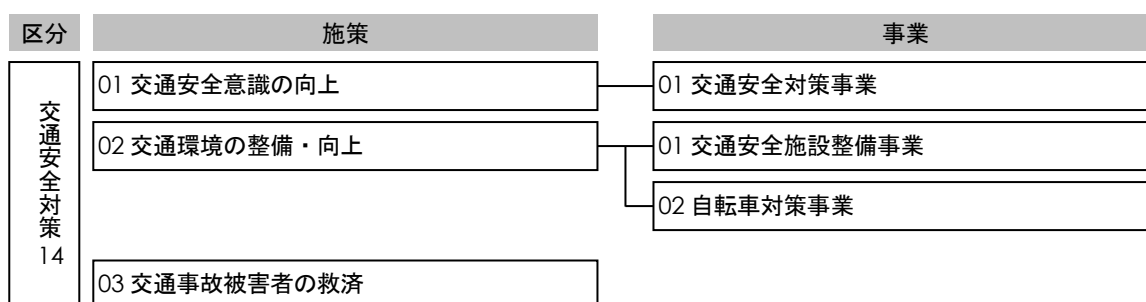 区分
施策
事業
交通安全対策14
01 交通安全意識の向上
01 交通安全対策事業
02 交通環境の整備・向上
01 交通安全施設整備事業
02 自転車対策事業
03 交通事故被害者の救済